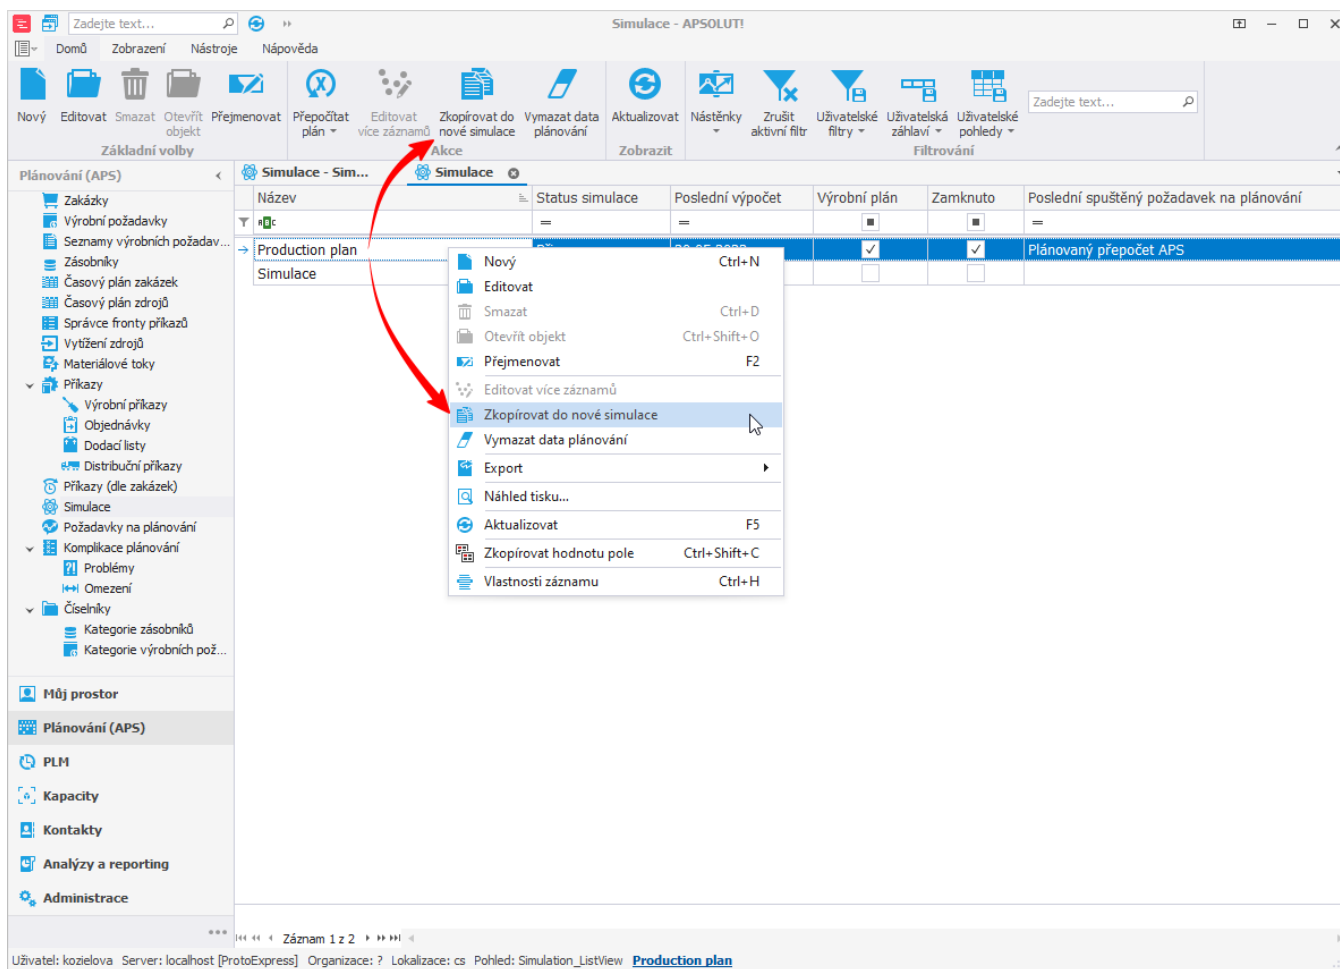 Zadejte text...
Simulace - APSOLUT!
Domů Zobrazení Nástroje Nápověda
Nový Editovat Smazat Otevřít objekt Přejmenovat Přepočítat plán Editovat více záznamů Zkopírovat do nové simulace Vymazat data plánování Aktualizovat Nástěnky Zrušit aktivní filtr Uživatelské filtry Uživatelská záhlaví Uživatelské pohledy Zadejte text...
Základní volby Akce Zobrazit Filtrování
Plánování (APS)
Zakázky
Výrobní požadavky
Seznamy výrobních požadav...
Zásobníky
Časový plán zakázek
Časový plán zdrojů
Správce fronty příkazů
Vytížení zdrojů
Materiálové toky
Příkazy
Výrobní příkazy
Objednávky
Dodací listy
Distribuční příkazy
Příkazy (dle zakázek)
Simulace
Požadavky na plánování
Komplikace plánování
Problémy
Omezení
Číselníky
Kategorie zásobníků
Kategorie výrobních pož...
Můj prostor
Plánování (APS)
PLM
Kapacity
Kontakty
Analýzy a reporting
Administrace
Simulace - Sim... Simulace
Název Status simulace Poslední výpočet Výrobní plán Zamknuto Poslední spuštěný požadavek na plánování
= = =
Production plan Plánovaný přepočet APS
Simulace
Nový Ctrl+N
Editovat
Smazat Ctrl+D
Otevřít objekt Ctrl+Shift+O
Přejmenovat F2
Editovat více záznamů
Zkopírovat do nové simulace
Vymazat data plánování
Export
Náhled tisku...
Aktualizovat F5
Zkopírovat hodnotu pole Ctrl+Shift+C
Vlastnosti záznamu Ctrl+H
Záznam 1 z 2
Uživatel: kozielova Server: localhost [ProtoExpress] Organizace: ? Lokalizace: cs Pohled: Simulation_ListView Production plan